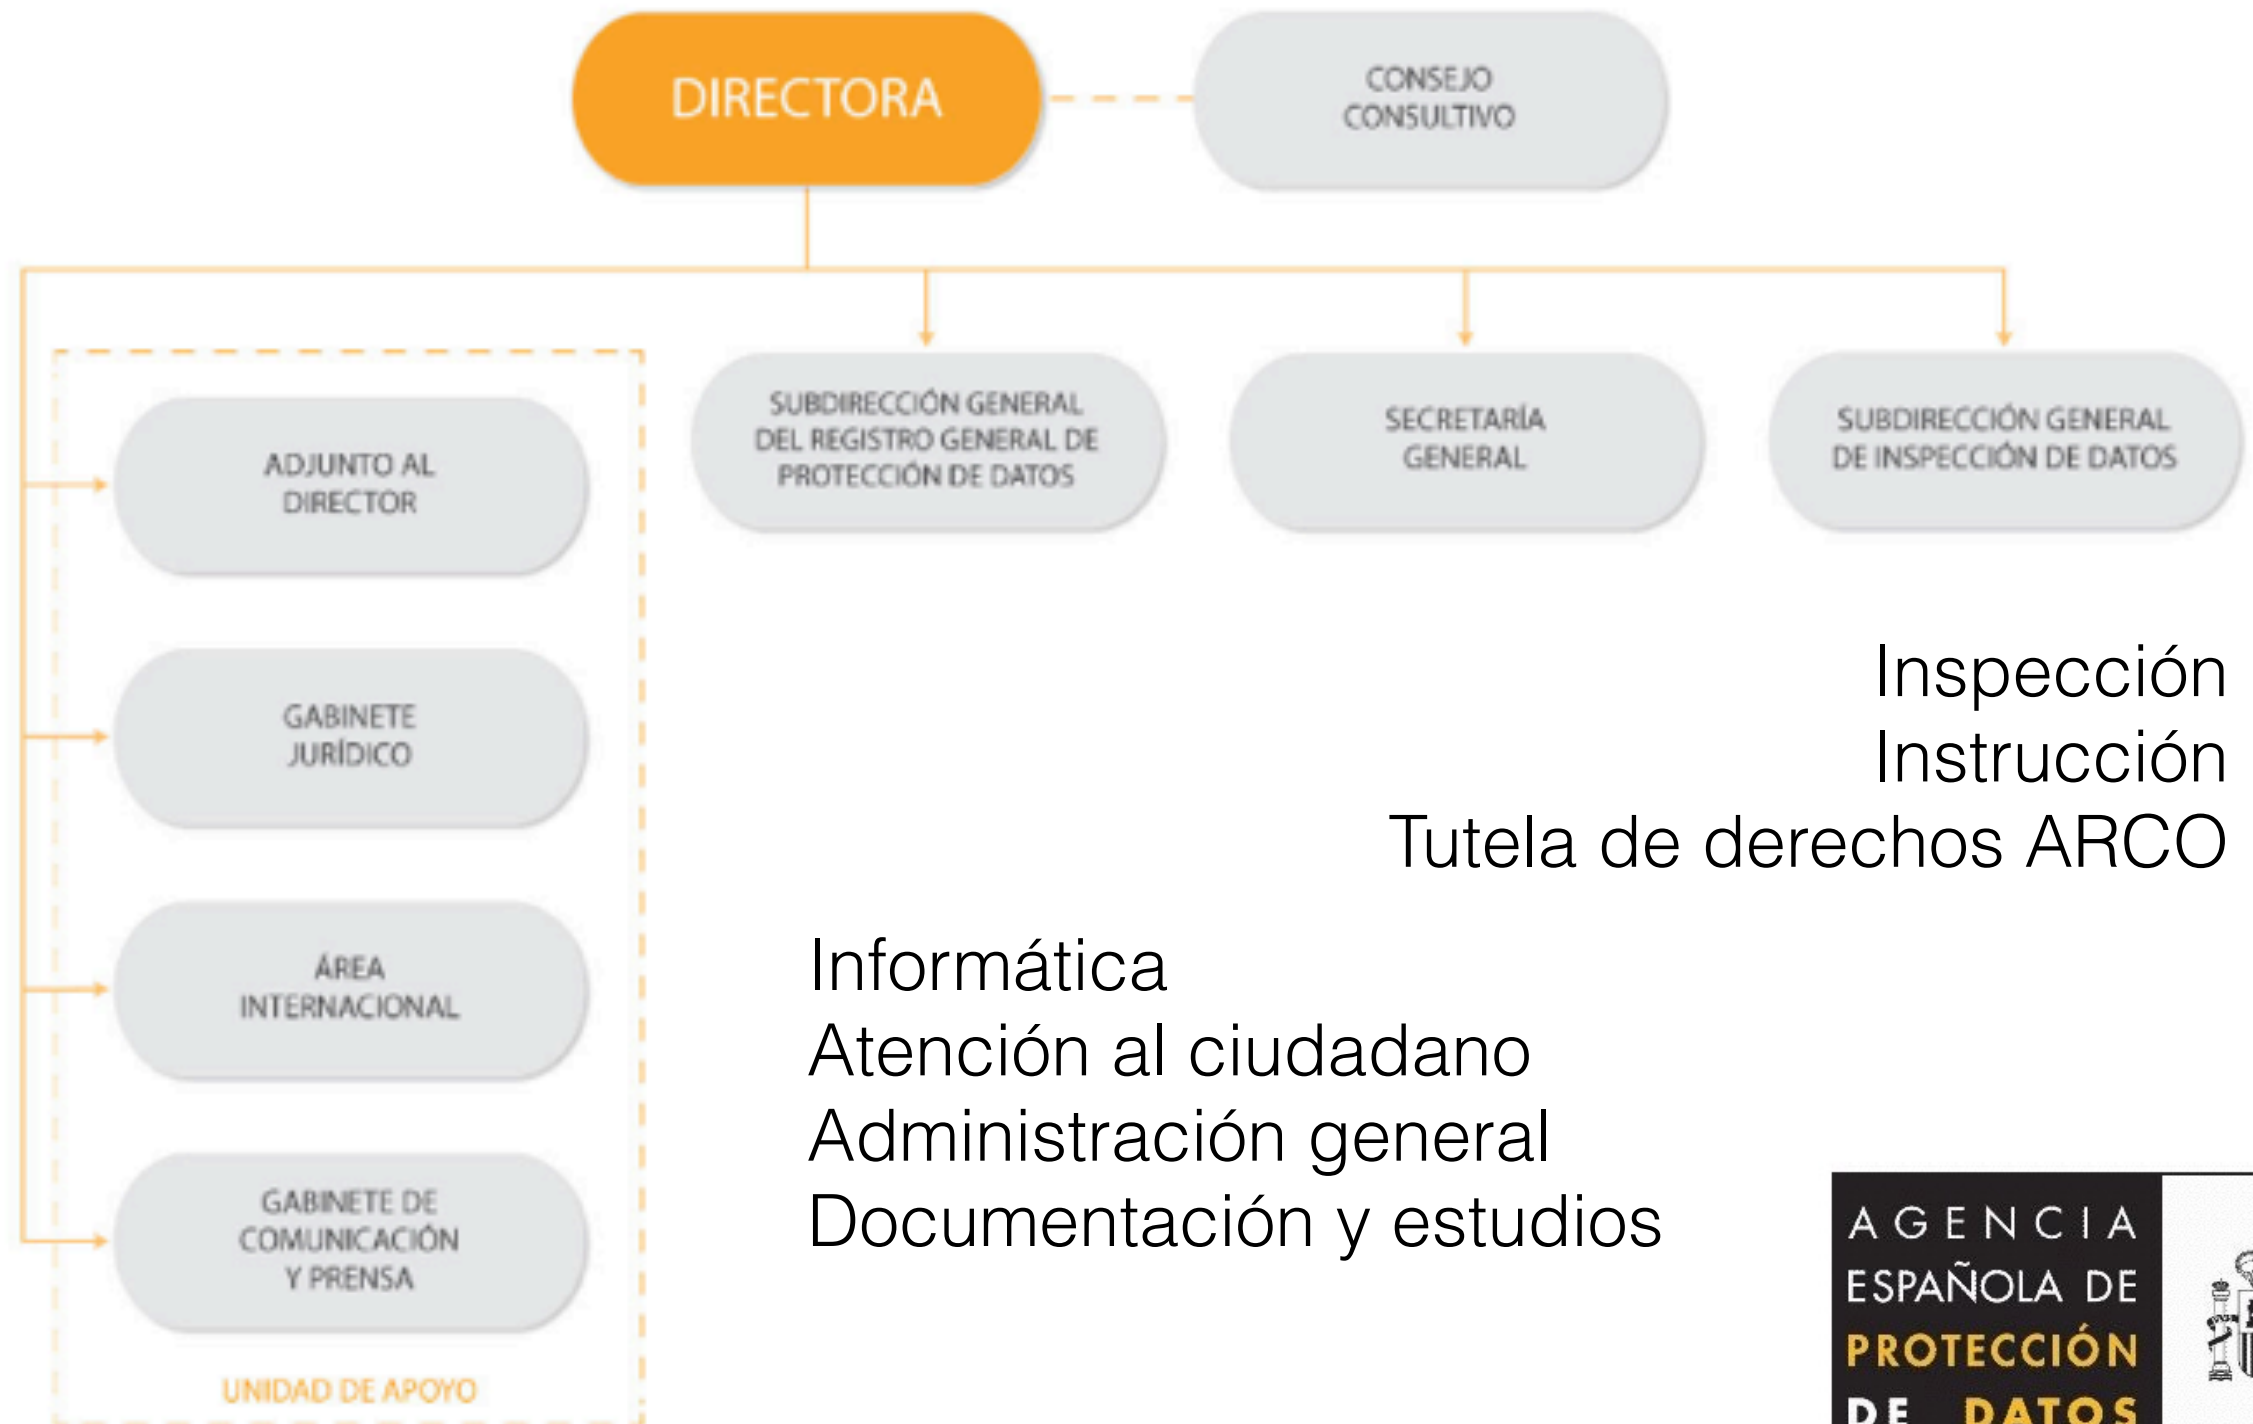 DIRECTORA
CONSEJO
CONSULTIVO
SUBDIRECCIÓN GENERAL
DEL REGISTRO GENERAL DE
PROTECCIÓN DE DATOS
SECRETARÍA
GENERAL
SUBDIRECCIÓN GENERAL
DE INSPECCIÓN DE DATOS
ADJUNTO AL
DIRECTOR
GABINETE
JURÍDICO
ÁREA
INTERNACIONAL
GABINETE DE
COMUNICACIÓN
Y PRENSA
UNIDAD DE APOYO
Inspección
Instrucción
Tutela de derechos ARCO
Informática
Atención al ciudadano
Administración general
Documentación y estudios
AGENCIA
ESPAÑOLA DE
PROTECCIÓN
DE DATOS